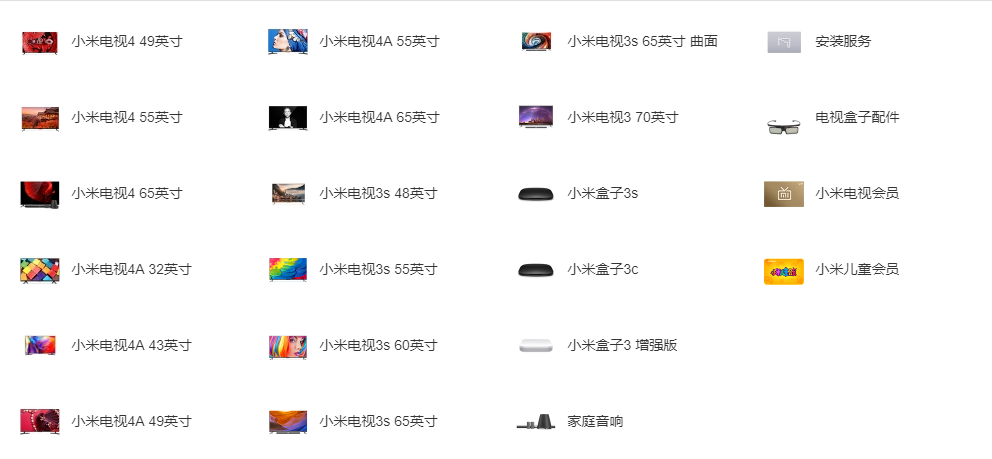 小米电视4 49英寸
小米电视4 55英寸
小米电视4 65英寸
小米电视4A 32英寸
小米电视4A 43英寸
小米电视4A 49英寸
小米电视4A 55英寸
小米电视4A 65英寸
小米电视3s 48英寸
小米电视3s 55英寸
小米电视3s 60英寸
小米电视3s 65英寸
小米电视3s 65英寸 曲面
小米电视3 70英寸
小米盒子3s
小米盒子3c
小米盒子3 增强版
家庭音响
安装服务
电视盒子配件
小米电视会员
小米儿童会员